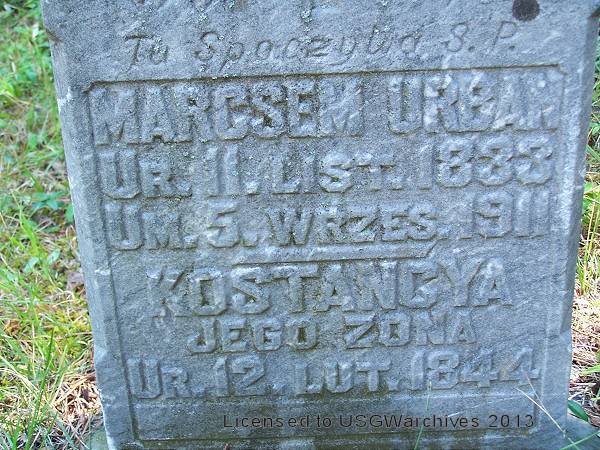 Tu Spoczywa S.P.
MARCSEM URBAN
UR. 11. LIST. 1833
UM. 5. WRZES. 1911
KOSTANCYA
JEGO ZONA
UR. 12. LUT. 1844
Licensed to USGWarchives 2013